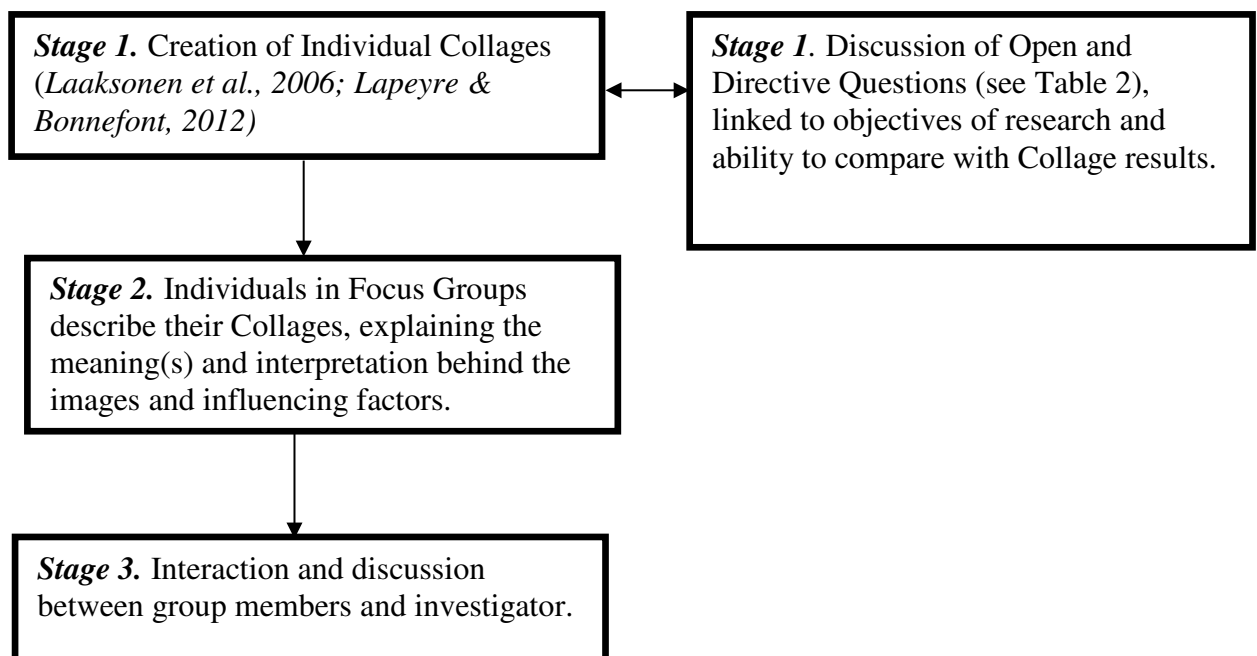 Stage 1. Creation of Individual Collages
(Laaksonen et al., 2006; Lapeyre &
Bonnefont, 2012)
Stage 1. Discussion of Open and
Directive Questions (see Table 2),
linked to objectives of research and
ability to compare with Collage results.
Stage 2. Individuals in Focus Groups
describe their Collages, explaining the
meaning(s) and interpretation behind the
images and influencing factors.
Stage 3. Interaction and discussion
between group members and investigator.